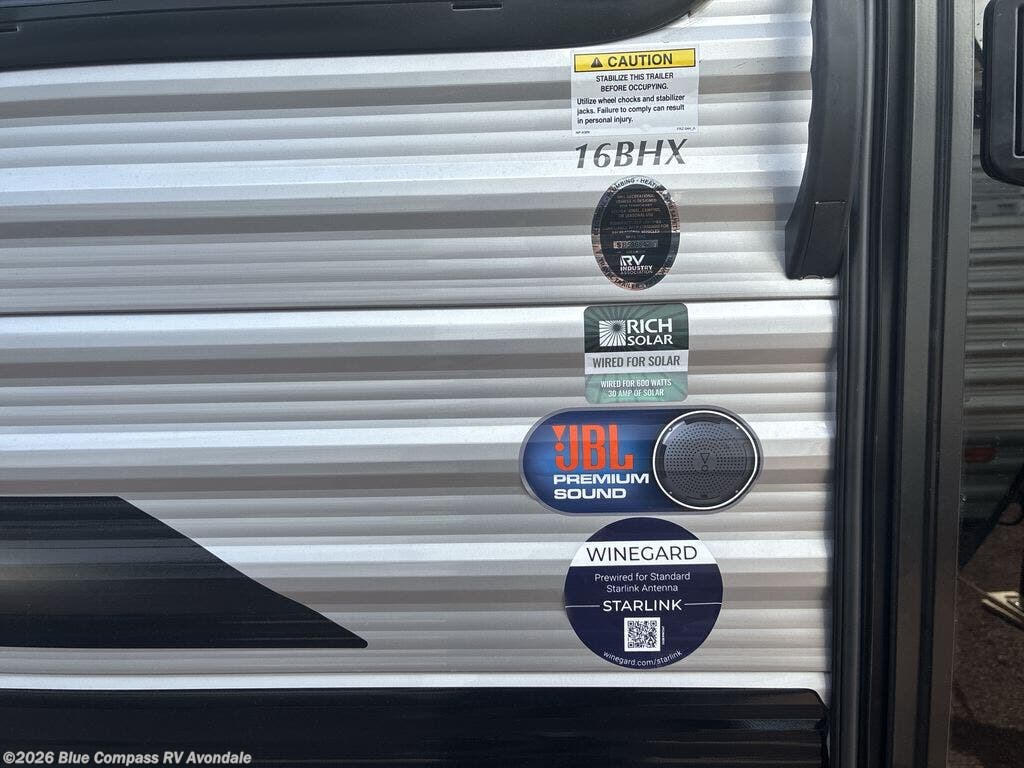 ⚠ CAUTION
STABILIZE THIS TRAILER
BEFORE OCCUPYING.
Utilize wheel chocks and stabilizer
jacks. Failure to comply can result
in personal injury.
16BHX
RV
INDUSTRY
ASSOCIATION
RICH
SOLAR
WIRED FOR SOLAR
WIRED FOR 600 WATTS
30 AMP OF SOLAR
JBL
PREMIUM
SOUND
WINEGARD
Prewired for Standard
Starlink Antenna
STARLINK
winegard.com/starlink
©2026 Blue Compass RV Avondale